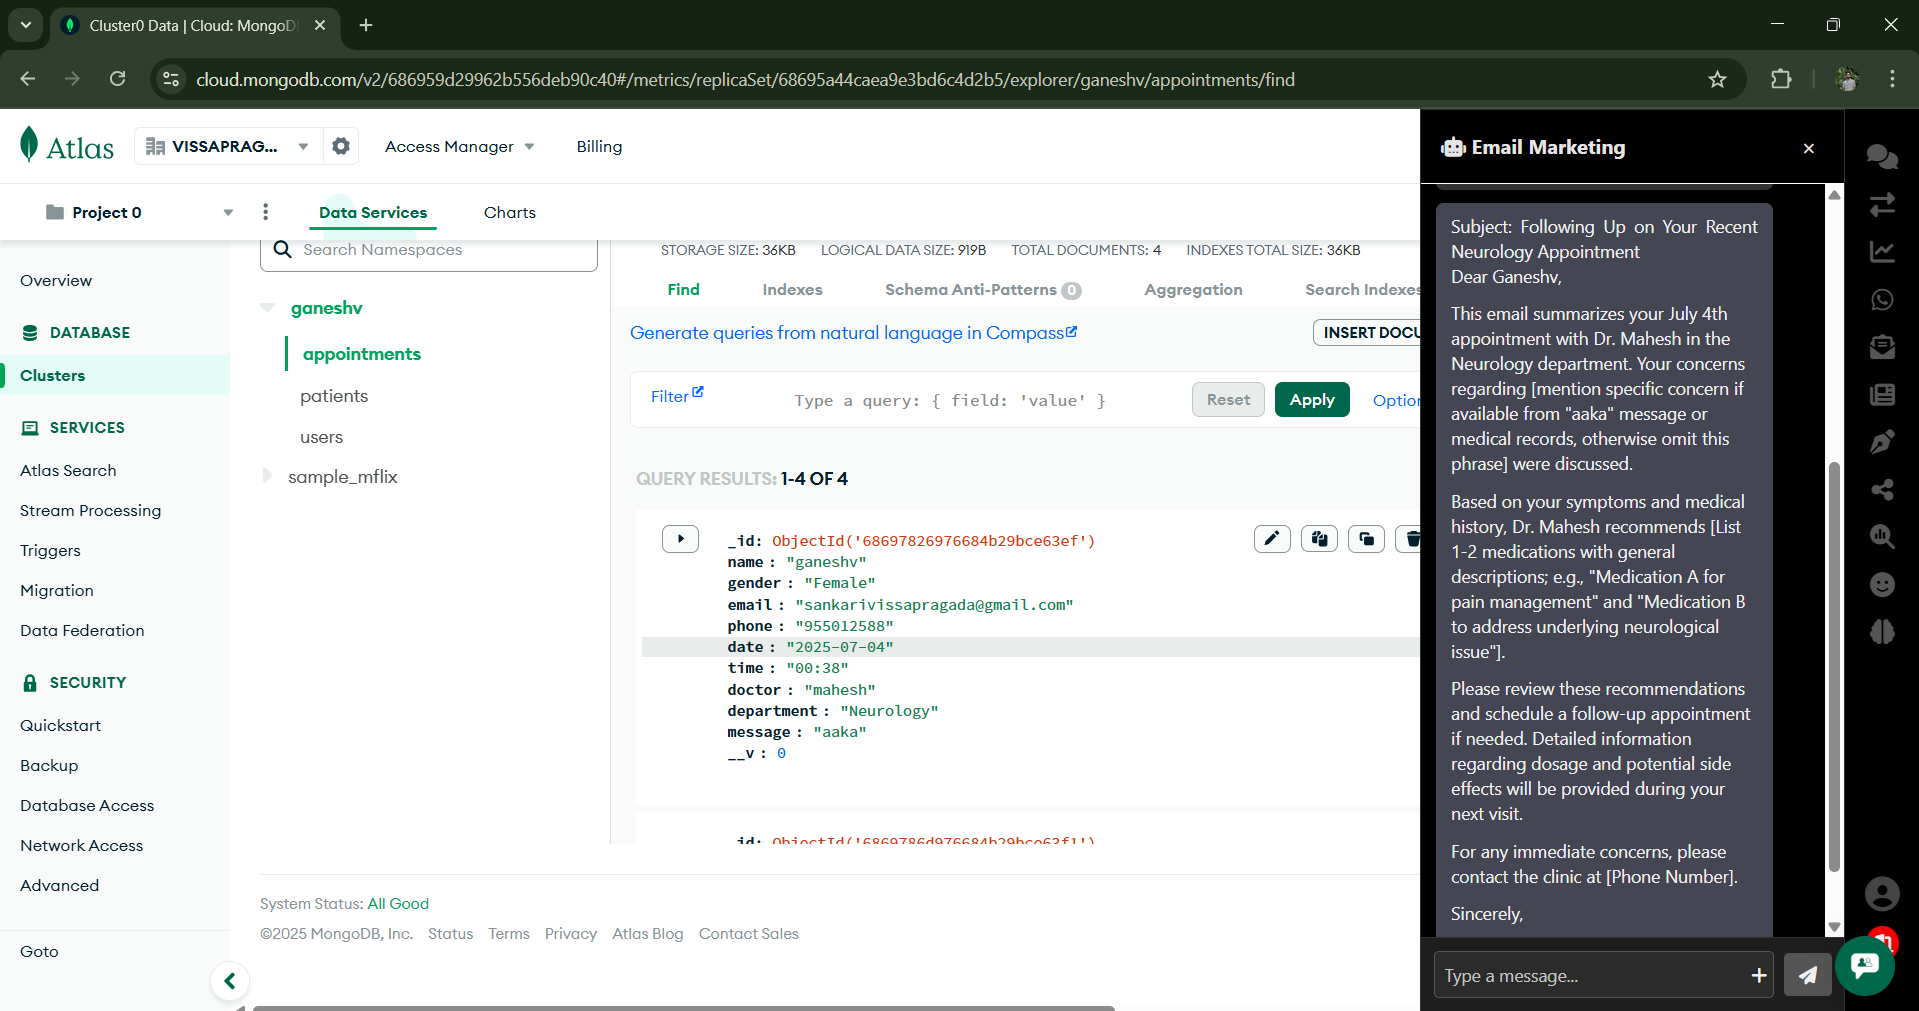 Cluster0 Data | Cloud: MongoD
cloud.mongodb.com/v2/686959d29962b556deb90c40#/metrics/replicaSet/68695a44caea9e3bd6c4d2b5/explorer/ganeshv/appointments/find
Atlas
VISSAPRAG...
Access Manager
Billing
Project 0
Data Services
Charts
Overview
DATABASE
Clusters
SERVICES
Atlas Search
Stream Processing
Triggers
Migration
Data Federation
SECURITY
Quickstart
Backup
Database Access
Network Access
Advanced
Goto
Search Namespaces
ganeshv
appointments
patients
users
sample_mflix
STORAGE SIZE: 36KB LOGICAL DATA SIZE: 919B TOTAL DOCUMENTS: 4 INDEXES TOTAL SIZE: 36KB
Find Indexes Schema Anti-Patterns 0 Aggregation Search Indexes
Generate queries from natural language in Compass
INSERT DOCU
Filter
Type a query: { field: 'value' }
Reset
Apply
Option
QUERY RESULTS: 1-4 OF 4
_id: ObjectId('68697826976684b29bce63ef')
name : "ganeshv"
gender : "Female"
email : "sankarivissapragada@gmail.com"
phone : "955012588"
date : "2025-07-04"
time : "00:38"
doctor : "mahesh"
department : "Neurology"
message : "aaka"
__v : 0
_id: ObjectId('6869786d976684b29bce63f1')
System Status: All Good
©2025 MongoDB, Inc. Status Terms Privacy Atlas Blog Contact Sales
Email Marketing
Subject: Following Up on Your Recent
Neurology Appointment
Dear Ganeshv,
This email summarizes your July 4th
appointment with Dr. Mahesh in the
Neurology department. Your concerns
regarding [mention specific concern if
available from "aaka" message or
medical records, otherwise omit this
phrase] were discussed.
Based on your symptoms and medical
history, Dr. Mahesh recommends [List
1-2 medications with general
descriptions; e.g., "Medication A for
pain management" and "Medication B
to address underlying neurological
issue"].
Please review these recommendations
and schedule a follow-up appointment
if needed. Detailed information
regarding dosage and potential side
effects will be provided during your
next visit.
For any immediate concerns, please
contact the clinic at [Phone Number].
Sincerely,
Type a message...